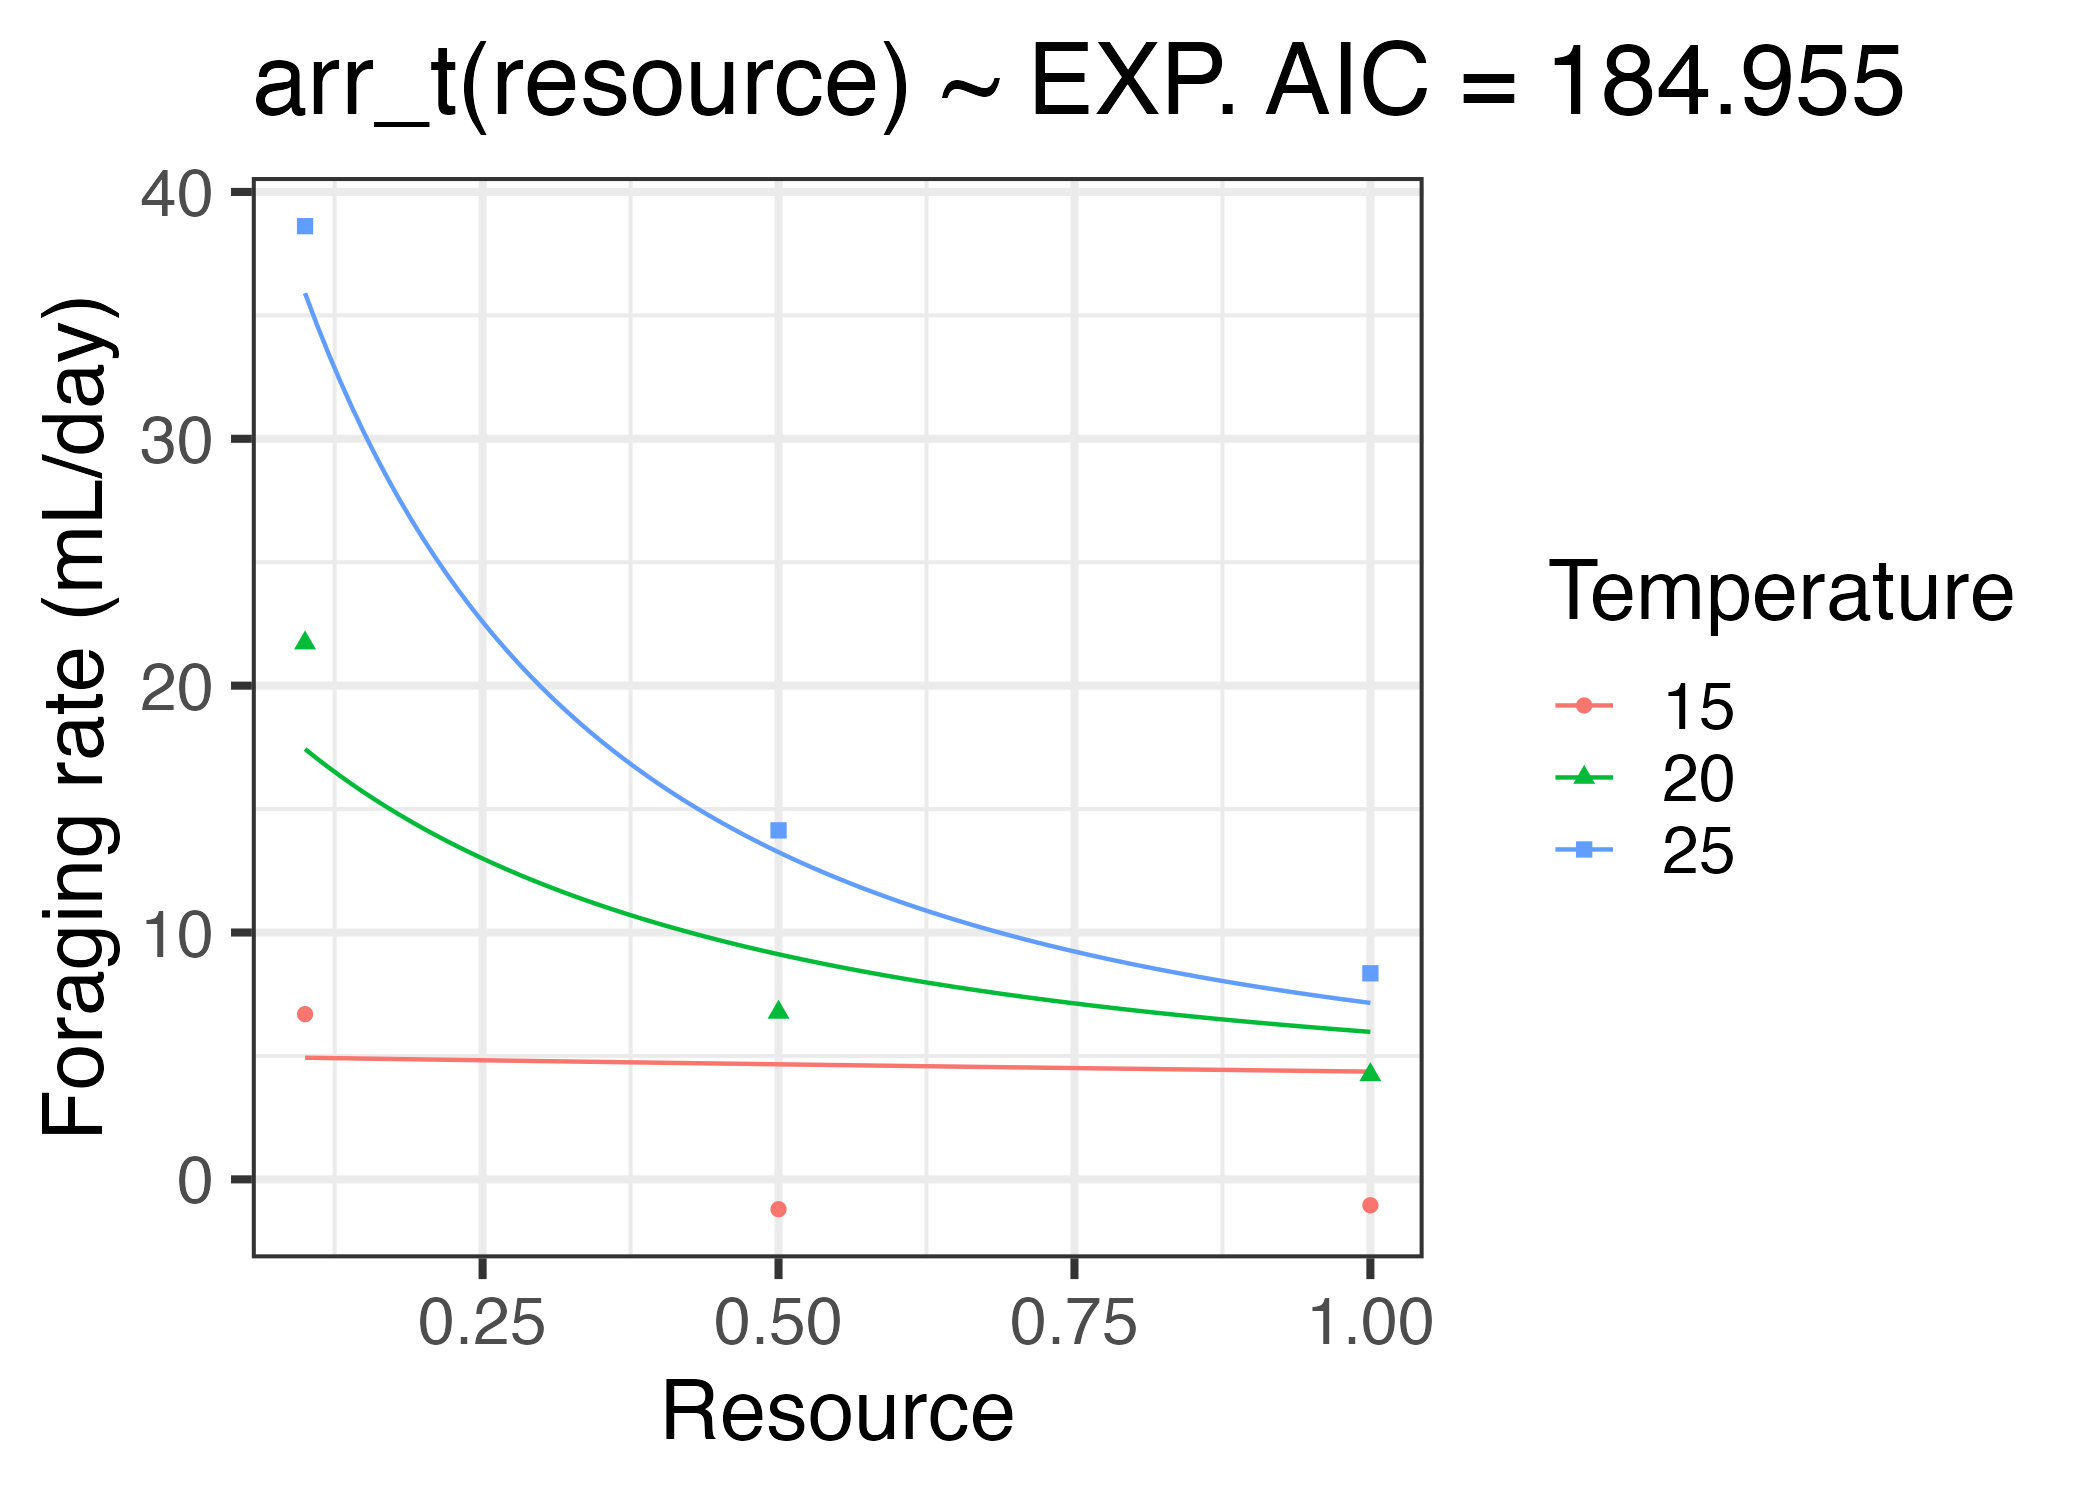 arr_t(resource) ~ EXP. AIC = 184.955
40
30
20
10
0
Foraging rate (mL/day)
0.25 0.50 0.75 1.00
Resource
Temperature
15
20
25